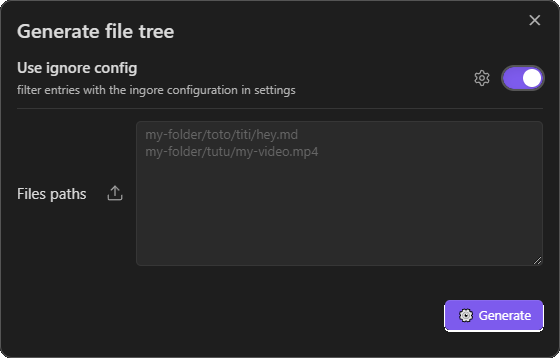 Generate file tree
Use ignore config
filter entries with the ingore configuration in settings
my-folder/toto/titi/hey.md
my-folder/tutu/my-video.mp4
Files paths
Generate